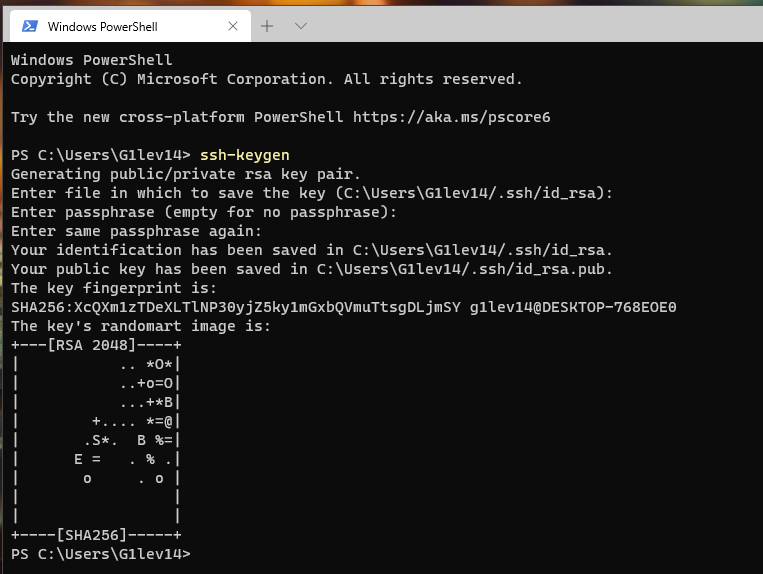 Windows PowerShell
Windows PowerShell
Copyright (C) Microsoft Corporation. All rights reserved.
Try the new cross-platform PowerShell https://aka.ms/pscore6
PS C:\Users\G1lev14> ssh-keygen
Generating public/private rsa key pair.
Enter file in which to save the key (C:\Users\G1lev14/.ssh/id_rsa):
Enter passphrase (empty for no passphrase):
Enter same passphrase again:
Your identification has been saved in C:\Users\G1lev14/.ssh/id_rsa.
Your public key has been saved in C:\Users\G1lev14/.ssh/id_rsa.pub.
The key fingerprint is:
SHA256:XcQXm1zTDeXLTlNP30yjZ5ky1mGxbQVmuTtsgDLjmSY g1lev14@DESKTOP-768EOE0
The key's randomart image is:
+---[RSA 2048]----+
|           .. *O*|
|           ..+o=O|
|           ...+*B|
|        +.... *=@|
|       .S*.  B %=|
|      E =   . % .|
|       o     . o |
|                 |
|                 |
+----[SHA256]-----+
PS C:\Users\G1lev14>